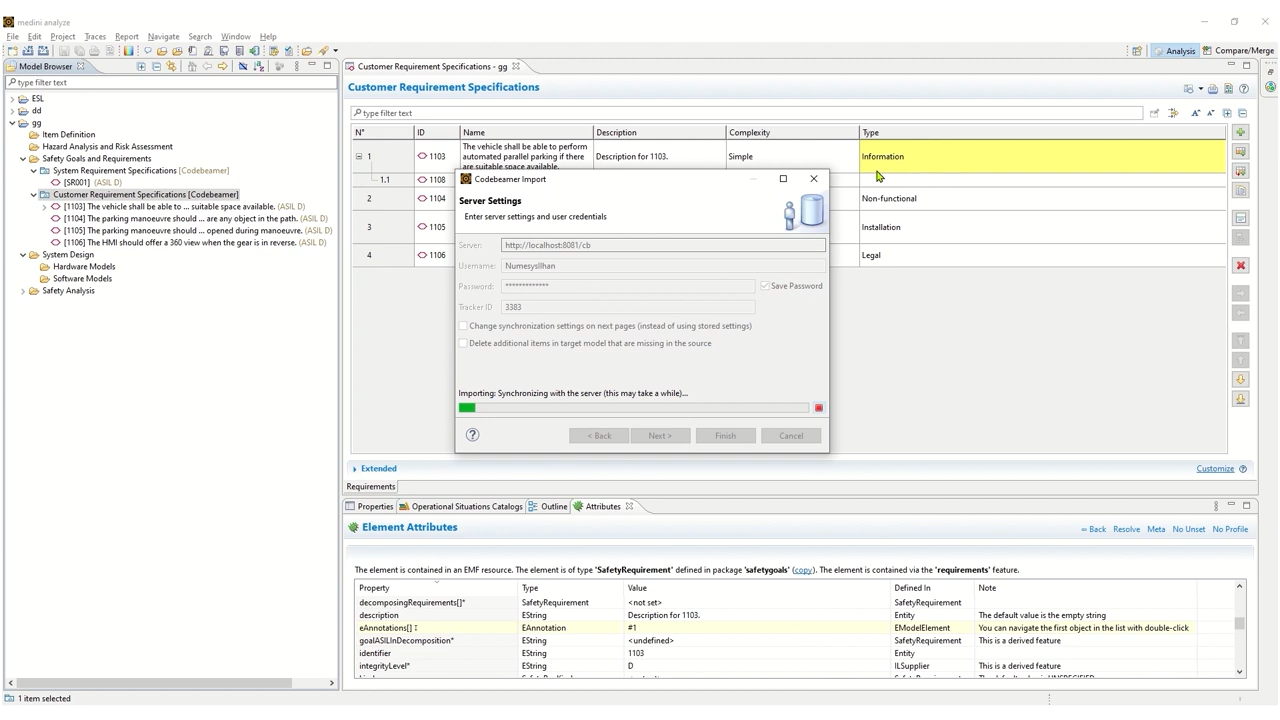 medini analyze
File Edit Project Traces Report Navigate Search Window Help
Analysis Compare/Merge
Model Browser
type filter text
ESL
dd
gg
Item Definition
Hazard Analysis and Risk Assessment
Safety Goals and Requirements
System Requirement Specifications [Codebeamer]
[SR001] (ASIL D)
Customer Requirement Specifications [Codebeamer]
[1103] The vehicle shall be able to ... suitable space available. (ASIL D)
[1104] The parking manoeuvre should ... are any object in the path. (ASIL D)
[1105] The parking manoeuvre should ... opened during manouevre. (ASIL D)
[1106] The HMI should offer a 360 view when the gear is in reverse. (ASIL D)
System Design
Hardware Models
Software Models
Safety Analysis
Customer Requirement Specifications - gg
Customer Requirement Specifications
type filter text
N° ID Name Description Complexity Type
1 1103 The vehicle shall be able to perform automated parallel parking if there are suitable space available. Description for 1103. Simple Information
1.1 1108
2 1104 Non-functional
3 1105 Installation
4 1106 Legal
Codebeamer Import
Server Settings
Enter server settings and user credentials
Server: http://localhost:8081/cb
Username: NumesysIlhan
Password: ************* Save Password
Tracker ID 3383
Change synchronization settings on next pages (instead of using stored settings)
Delete additional items in target model that are missing in the source
Importing: Synchronizing with the server (this may take a while)...
< Back Next > Finish Cancel
Extended Customize
Requirements
Properties Operational Situations Catalogs Outline Attributes
Element Attributes Back Resolve Meta No Unset No Profile
The element is contained in an EMF resource. The element is of type 'SafetyRequirement' defined in package 'safetygoals' (copy). The element is contained via the 'requirements' feature.
Property Type Value Defined In Note
decomposingRequirements[]* SafetyRequirement <not set> SafetyRequirement
description EString Description for 1103. Entity The default value is the empty string
eAnnotations[] EAnnotation #1 EModelElement You can navigate the first object in the list with double-click
goalASILInDecomposition* EString <undefined> SafetyRequirement This is a derived feature
identifier EString 1103 Entity
integrityLevel* EString D ILSupplier This is a derived feature
1 item selected